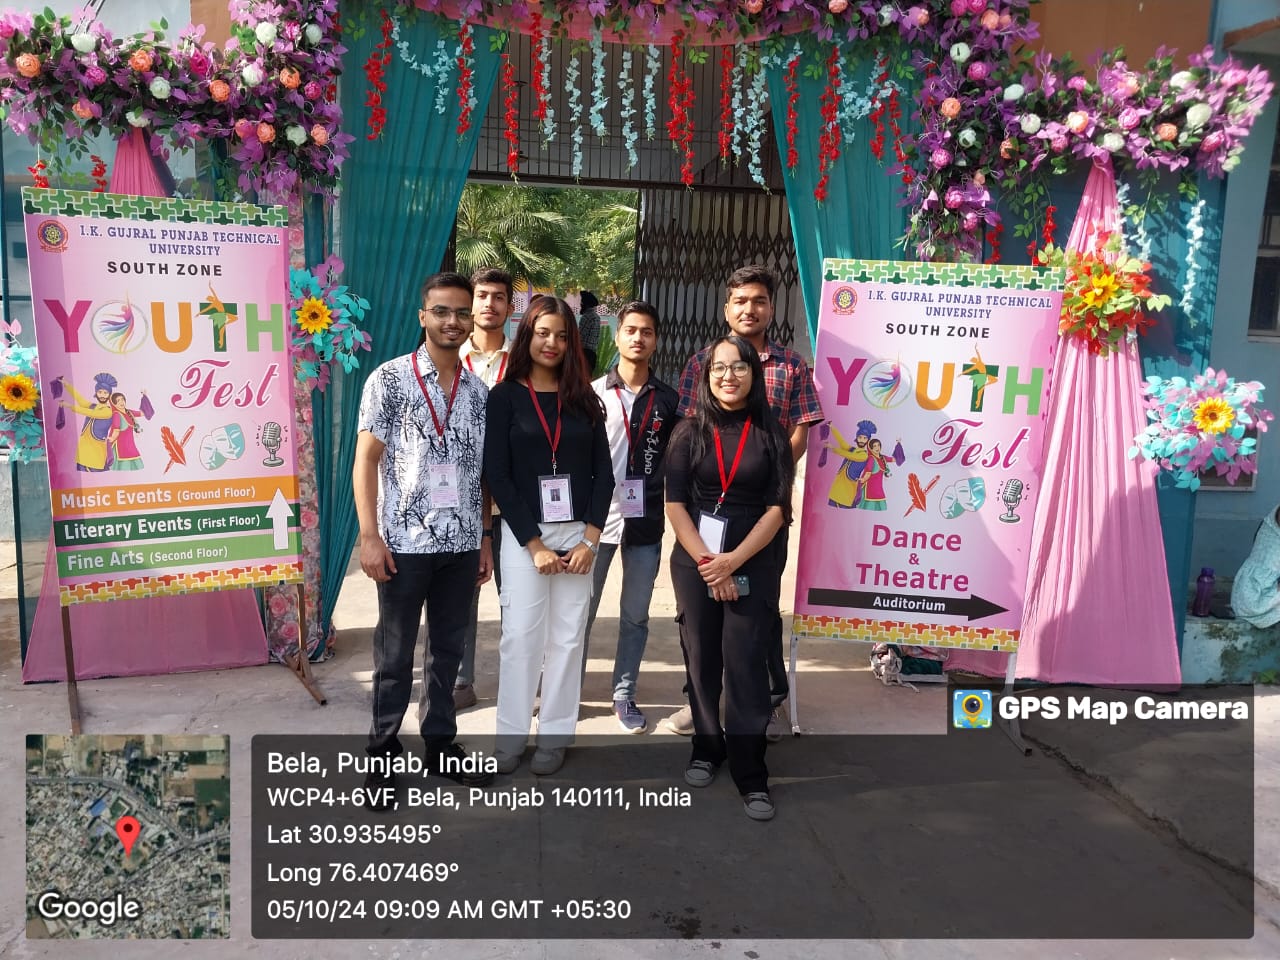 I.K. GUJRAL PUNJAB TECHNICAL
UNIVERSITY
SOUTH ZONE
YOUTH
Fest
Music Events (Ground Floor)
Literary Events (First Floor)
Fine Arts (Second Floor)
I.K. GUJRAL PUNJAB TECHNICAL
UNIVERSITY
SOUTH ZONE
YOUTH
Fest
Dance
&
Theatre
Auditorium
GPS Map Camera
Bela, Punjab, India
WCP4+6VF, Bela, Punjab 140111, India
Lat 30.935495°
Long 76.407469°
05/10/24 09:09 AM GMT +05:30
Google